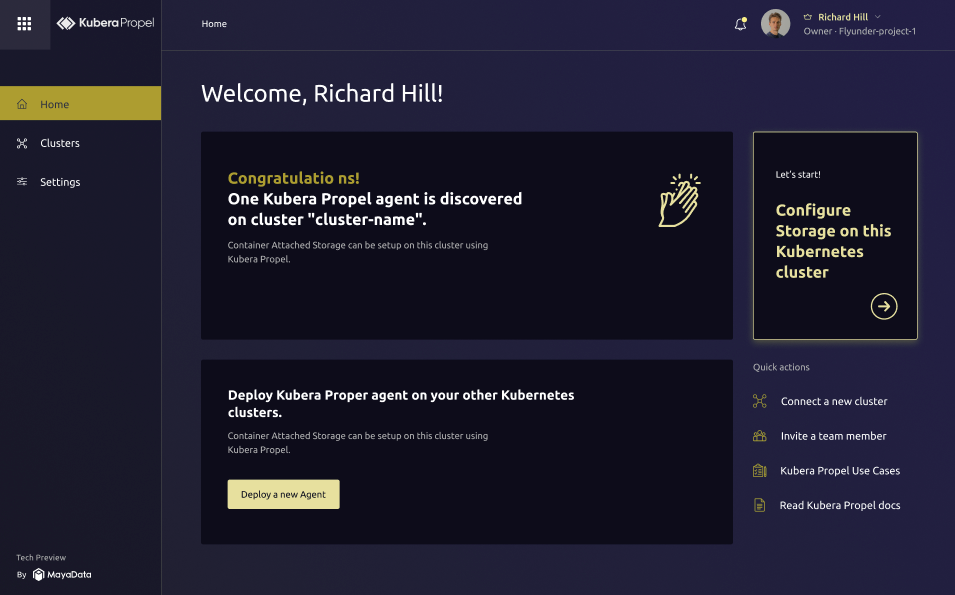 KuberaPropel
Home
Richard Hill
Owner · Flyunder-project-1
Home
Clusters
Settings
Welcome, Richard Hill!
Congratulatio ns!
One Kubera Propel agent is discovered
on cluster "cluster-name".
Container Attached Storage can be setup on this cluster using
Kubera Propel.
Let's start!
Configure
Storage on this
Kubernetes
cluster
Deploy Kubera Proper agent on your other Kubernetes
clusters.
Container Attached Storage can be setup on this cluster using
Kubera Propel.
Deploy a new Agent
Quick actions
Connect a new cluster
Invite a team member
Kubera Propel Use Cases
Read Kubera Propel docs
Tech Preview
By MayaData